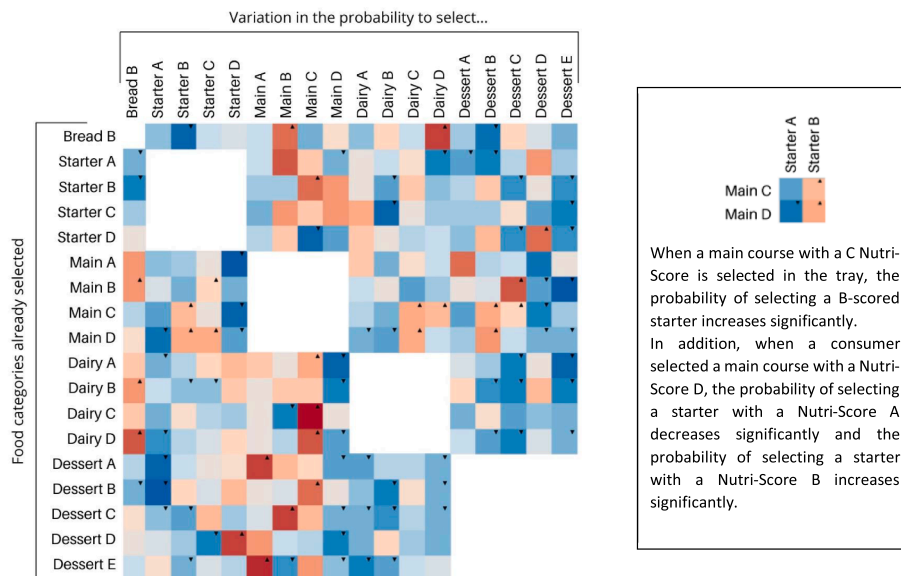 Variation in the probability to select...
Bread B
Starter A
Starter B
Starter C
Starter D
Main A
Main B
Main C
Main D
Dairy A
Dairy B
Dairy C
Dairy D
Dessert A
Dessert B
Dessert C
Dessert D
Dessert E
Food categories already selected
Bread B
Starter A
Starter B
Starter C
Starter D
Main A
Main B
Main C
Main D
Dairy A
Dairy B
Dairy C
Dairy D
Dessert A
Dessert B
Dessert C
Dessert D
Dessert E
Starter A
Starter B
Main C
Main D
When a main course with a C Nutri-
Score is selected in the tray, the
probability of selecting a B-scored
starter increases significantly.
In addition, when a consumer
selected a main course with a Nutri-
Score D, the probability of selecting
a starter with a Nutri-Score A
decreases significantly and the
probability of selecting a starter
with a Nutri-Score B increases
significantly.